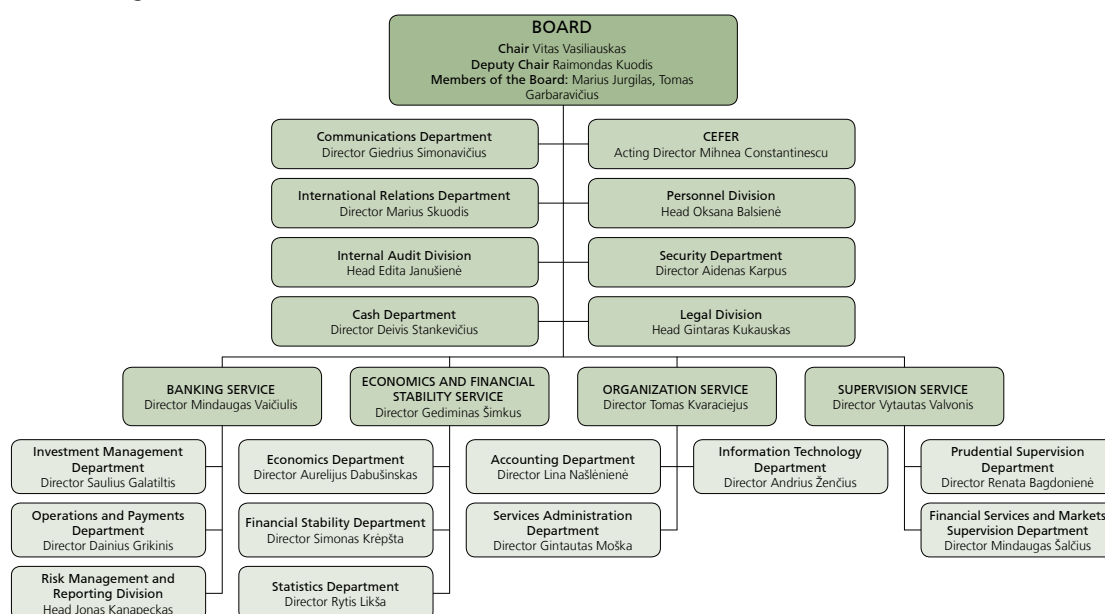 BOARD
Chair Vitas Vasiliauskas
Deputy Chair Raimondas Kuodis
Members of the Board: Marius Jurgilas, Tomas
Garbaravičius
Communications Department
Director Giedrius Simonavičius
CEFER
Acting Director Mihnea Constantinescu
International Relations Department
Director Marius Skuodis
Personnel Division
Head Oksana Balsienė
Internal Audit Division
Head Edita Janušienė
Security Department
Director Aidenas Karpus
Cash Department
Director Deivis Stankevičius
Legal Division
Head Gintaras Kukauskas
BANKING SERVICE
Director Mindaugas Vaičiulis
ECONOMICS AND FINANCIAL
STABILITY SERVICE
Director Gediminas Šimkus
ORGANIZATION SERVICE
Director Tomas Kvaraciejus
SUPERVISION SERVICE
Director Vytautas Valvonis
Investment Management
Department
Director Saulius Galatiltis
Economics Department
Director Aurelijus Dabušinskas
Accounting Department
Director Lina Našlėnienė
Information Technology
Department
Director Andrius Ženčius
Prudential Supervision
Department
Director Renata Bagdonienė
Operations and Payments
Department
Director Dainius Grikinis
Financial Stability Department
Director Simonas Krėpšta
Services Administration
Department
Director Gintautas Moška
Financial Services and Markets
Supervision Department
Director Mindaugas Šalčius
Risk Management and
Reporting Division
Head Jonas Kanapeckas
Statistics Department
Director Rytis Likša